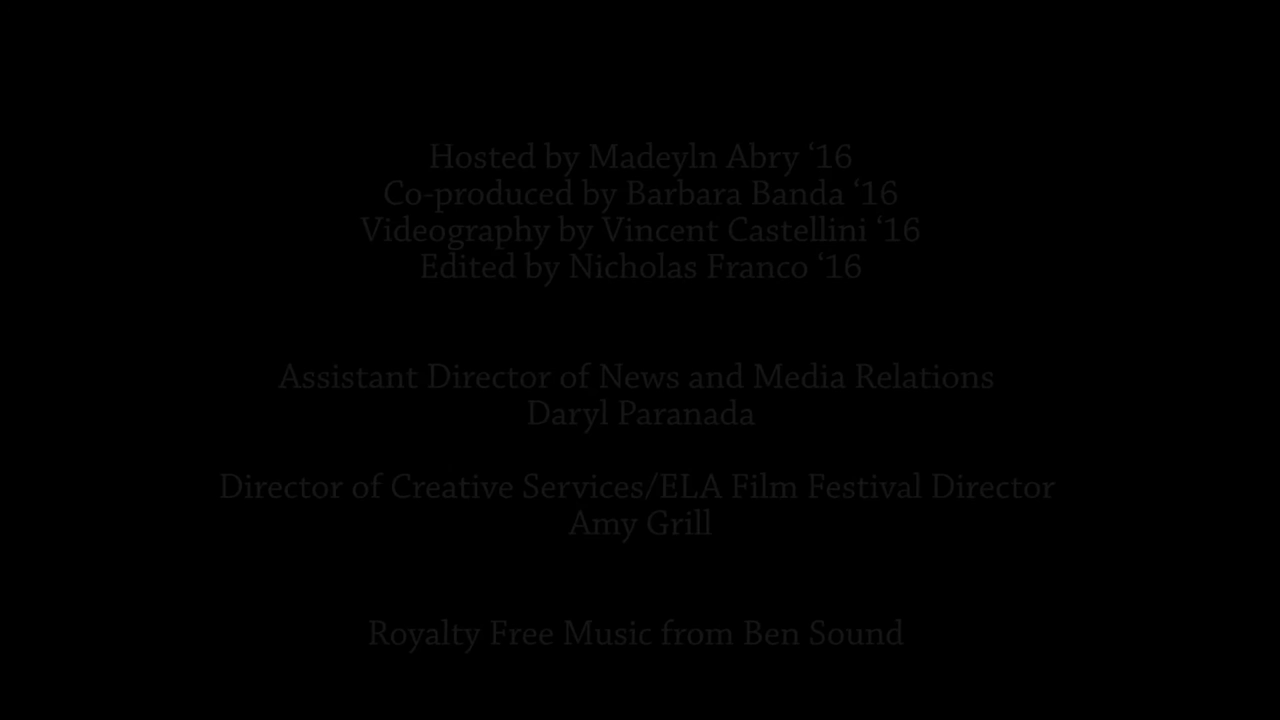 Hosted by Madeyln Abry ‘16
Co-produced by Barbara Banda ‘16
Videography by Vincent Castellini ‘16
Edited by Nicholas Franco ‘16
Assistant Director of News and Media Relations
Daryl Paranada
Director of Creative Services/ELA Film Festival Director
Amy Grill
Royalty Free Music from Ben Sound